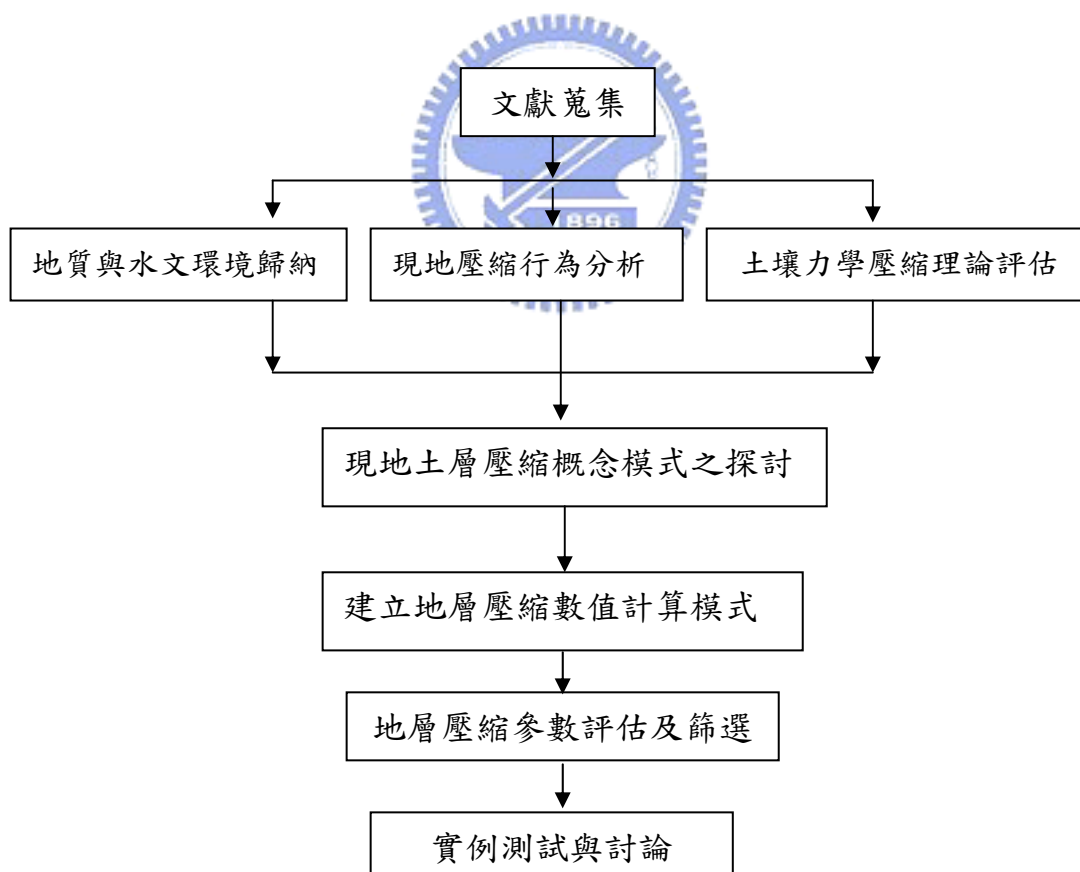 文獻蒐集
896
地質與水文環境歸納
現地壓縮行為分析
土壤力學壓縮理論評估
現地土層壓縮概念模式之探討
建立地層壓縮數值計算模式
地層壓縮參數評估及篩選
實例測試與討論